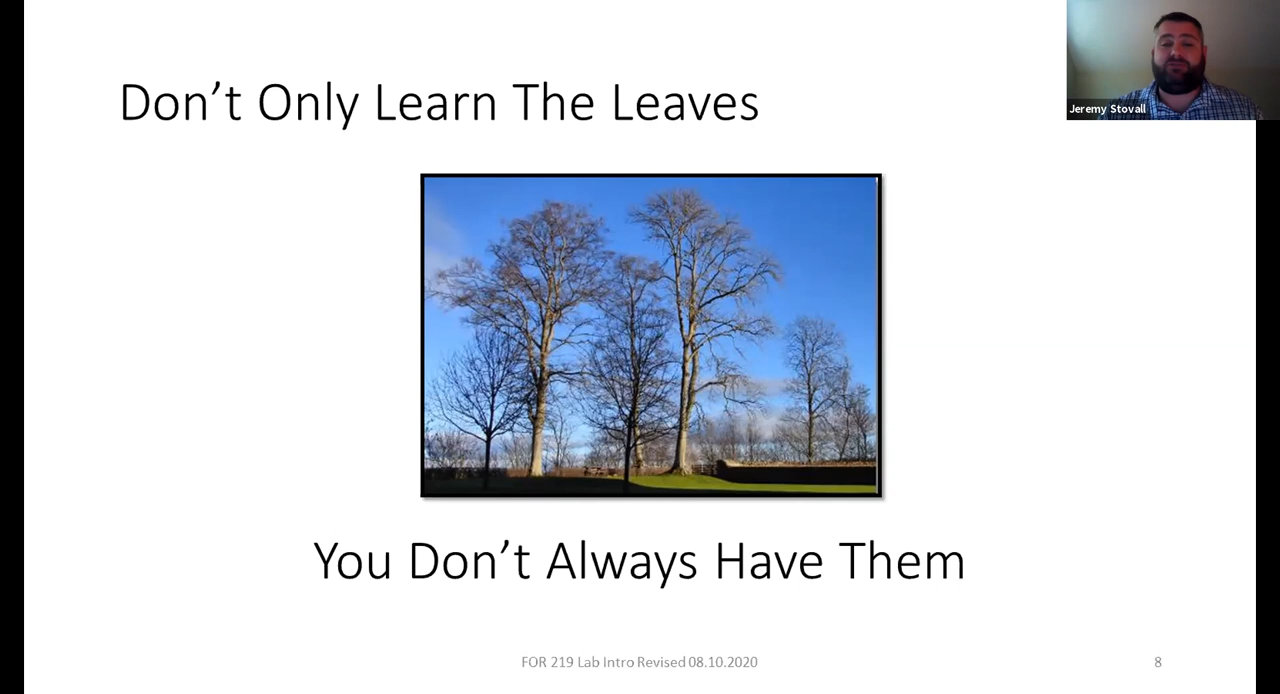 Don’t Only Learn The Leaves
Jeremy Stovall
You Don’t Always Have Them
FOR 219 Lab Intro Revised 08.10.2020
8